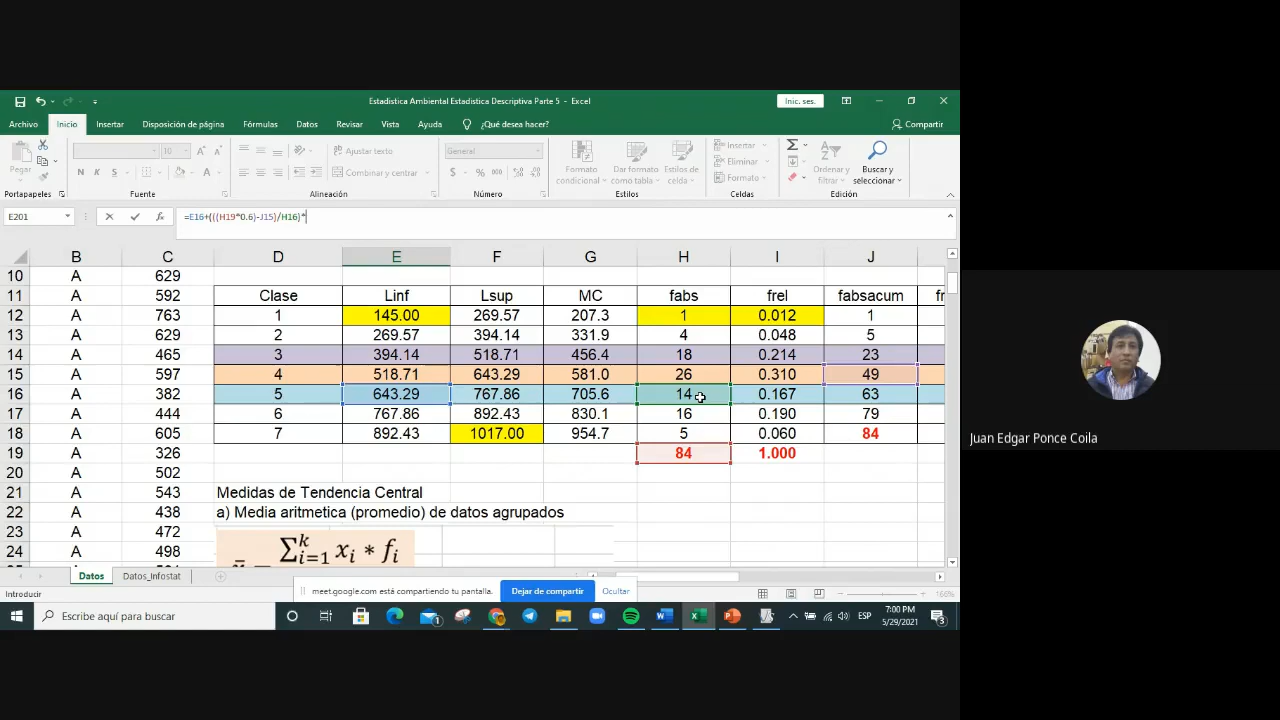 Estadistica Ambiental Estadistica Descriptiva Parte 5 - Excel
Inic. ses.
Archivo Inicio Insertar Disposición de página Fórmulas Datos Revisar Vista Ayuda ¿Qué desea hacer? Compartir
Pegar
10
N K S
Ajustar texto
Combinar y centrar
General
$ % 000
Formato condicional
Dar formato como tabla
Estilos de celda
Insertar
Eliminar
Formato
Ordenar y filtrar
Buscar y seleccionar
Portapapeles Fuente Alineación Número Estilos Celdas Edición
E201 fx =E16+(((H19*0.6)-J15)/H16)*
B C D E F G H I J
10 A 629
11 A 592 Clase Linf Lsup MC fabs frel fabsacum
12 A 763 1 145.00 269.57 207.3 1 0.012 1
13 A 629 2 269.57 394.14 331.9 4 0.048 5
14 A 465 3 394.14 518.71 456.4 18 0.214 23
15 A 597 4 518.71 643.29 581.0 26 0.310 49
16 A 382 5 643.29 767.86 705.6 14 0.167 63
17 A 444 6 767.86 892.43 830.1 16 0.190 79
18 A 605 7 892.43 1017.00 954.7 5 0.060 84
19 A 326 84 1.000
20 A 502
21 A 543 Medidas de Tendencia Central
22 A 438 a) Media aritmetica (promedio) de datos agrupados
23 A 472
24 A 498 ∑ᵏᵢ₌₁ xᵢ * fᵢ
Datos Datos_Infostat
Introducir
meet.google.com está compartiendo tu pantalla. Dejar de compartir Ocultar
166%
Escribe aquí para buscar
ESP
7:00 PM
5/29/2021
Juan Edgar Ponce Coila